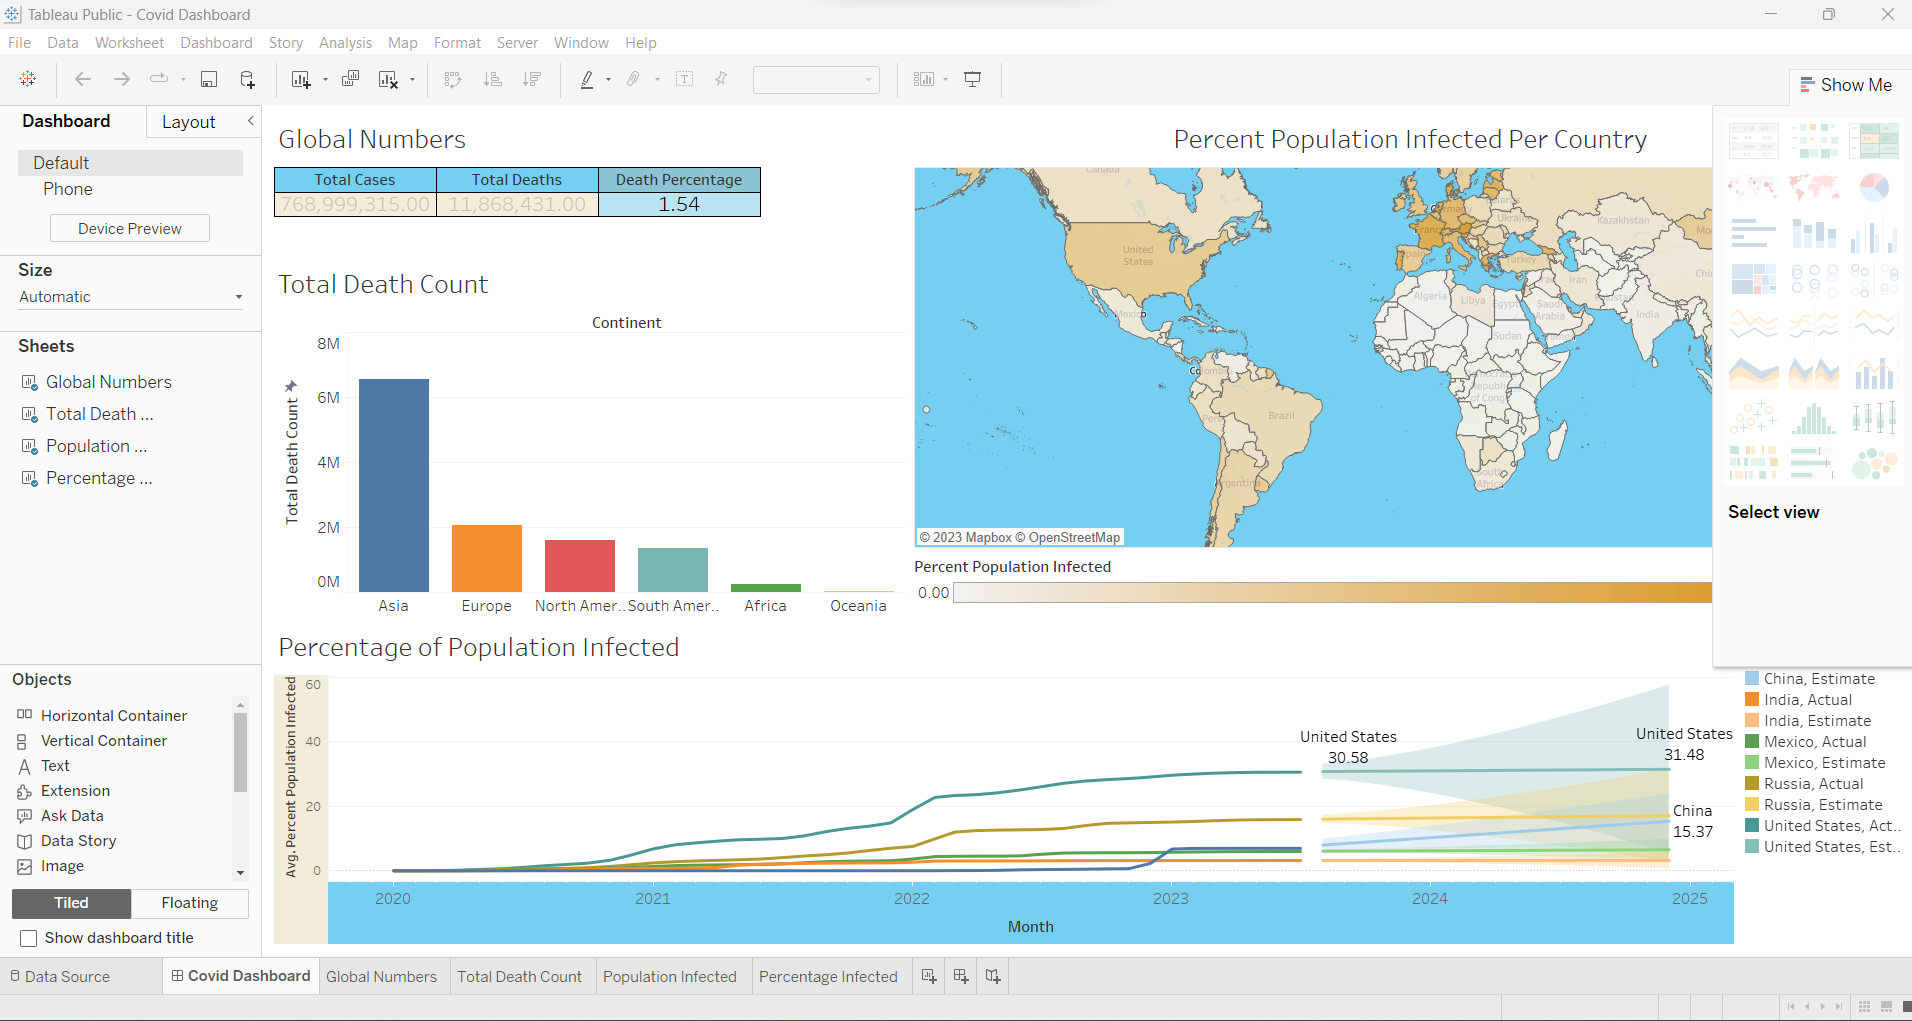 Tableau Public - Covid Dashboard
File Data Worksheet Dashboard Story Analysis Map Format Server Window Help
Show Me
Dashboard Layout
Default
Phone
Device Preview
Size
Automatic
Sheets
Global Numbers
Total Death ...
Population ...
Percentage ...
Objects
Horizontal Container
Vertical Container
Text
Extension
Ask Data
Data Story
Image
Tiled Floating
Show dashboard title
Global Numbers
Total Cases Total Deaths Death Percentage
768,999,315.00 11,868,431.00 1.54
Total Death Count
Continent
Total Death Count
8M
6M
4M
2M
0M
Asia Europe North Amer.. South Amer.. Africa Oceania
Percent Population Infected Per Country
Canada
United
States
Mexico
Colombia
Peru
Brazil
Argentina
Germany
Belarus
Ukraine
France
Spain
Turkey
Kazakhstan
Mo
Chi
Iraq
Iran
Pakistan
India
Algeria
Libya
Egypt
Saudi
Arabia
Sudan
Yemen
Democratic
Republic
of Congo
South
Africa
© 2023 Mapbox © OpenStreetMap
Percent Population Infected
0.00
Select view
Percentage of Population Infected
Avg. Percent Population Infected
60
40
20
0
United States
30.58
United States
31.48
China
15.37
2020 2021 2022 2023 2024 2025
Month
China, Estimate
India, Actual
India, Estimate
Mexico, Actual
Mexico, Estimate
Russia, Actual
Russia, Estimate
United States, Act..
United States, Est..
Data Source Covid Dashboard Global Numbers Total Death Count Population Infected Percentage Infected